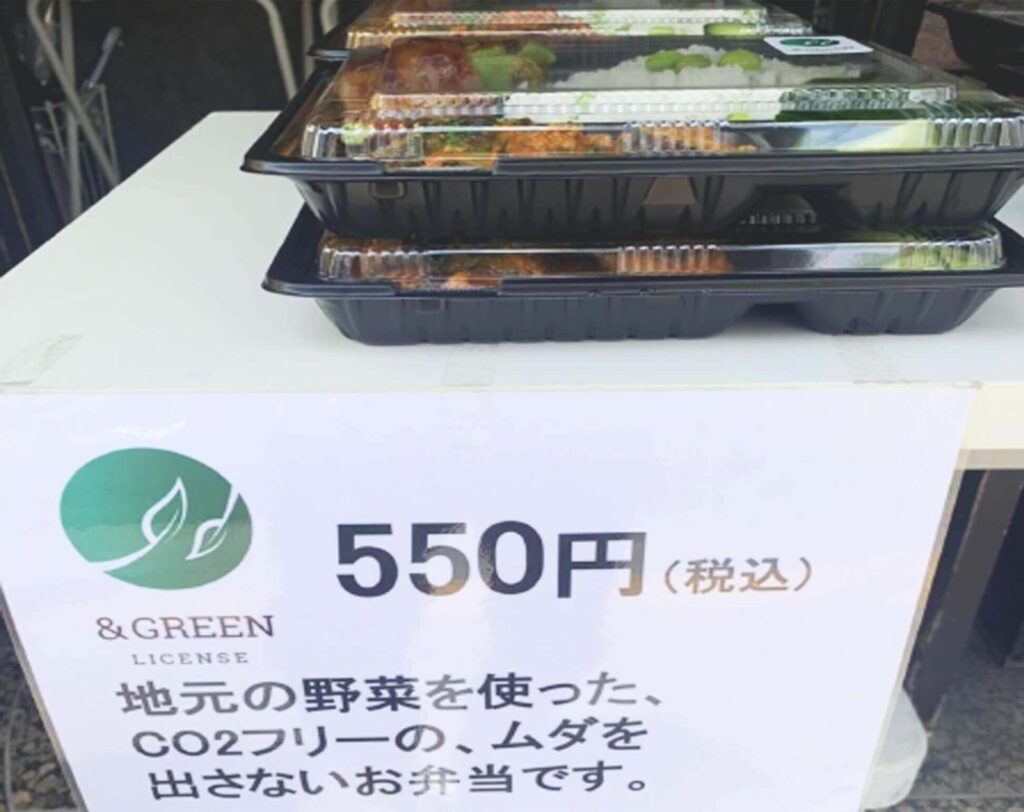 550円(税込)
&GREEN
LICENSE
地元の野菜を使った、
CO2フリーの、ムダを
出さないお弁当です。